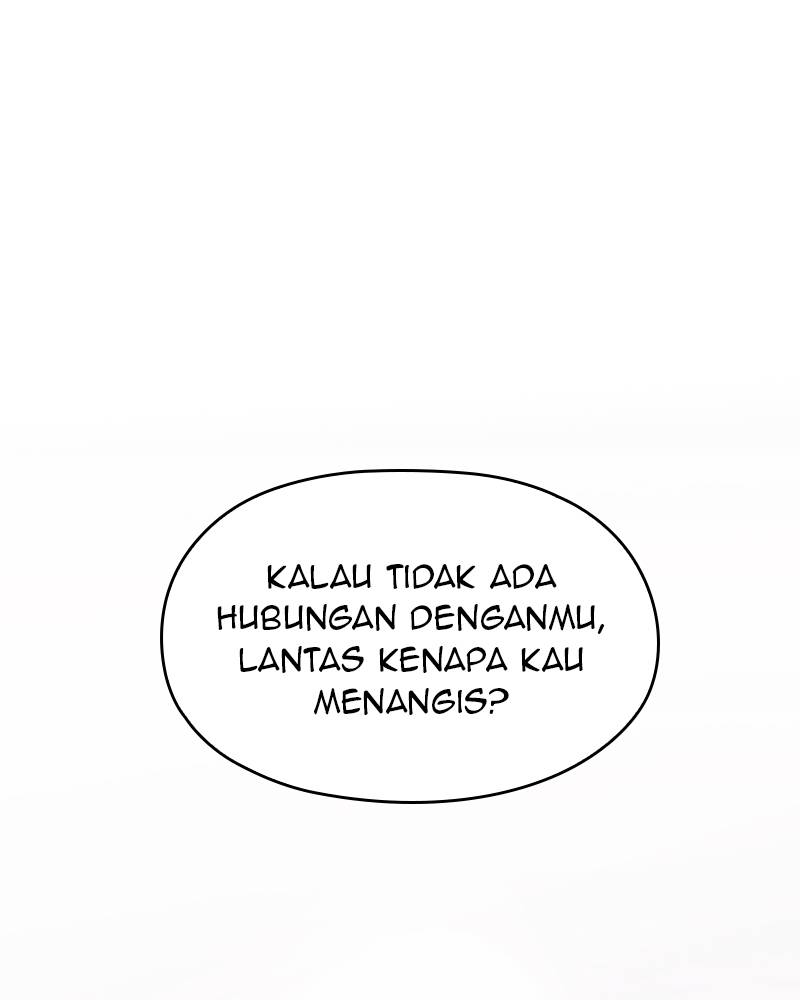 KALAU TIDAK ADA
HUBUNGAN DENGANMU,
LANTAS KENAPA KAU
MENANGIS?